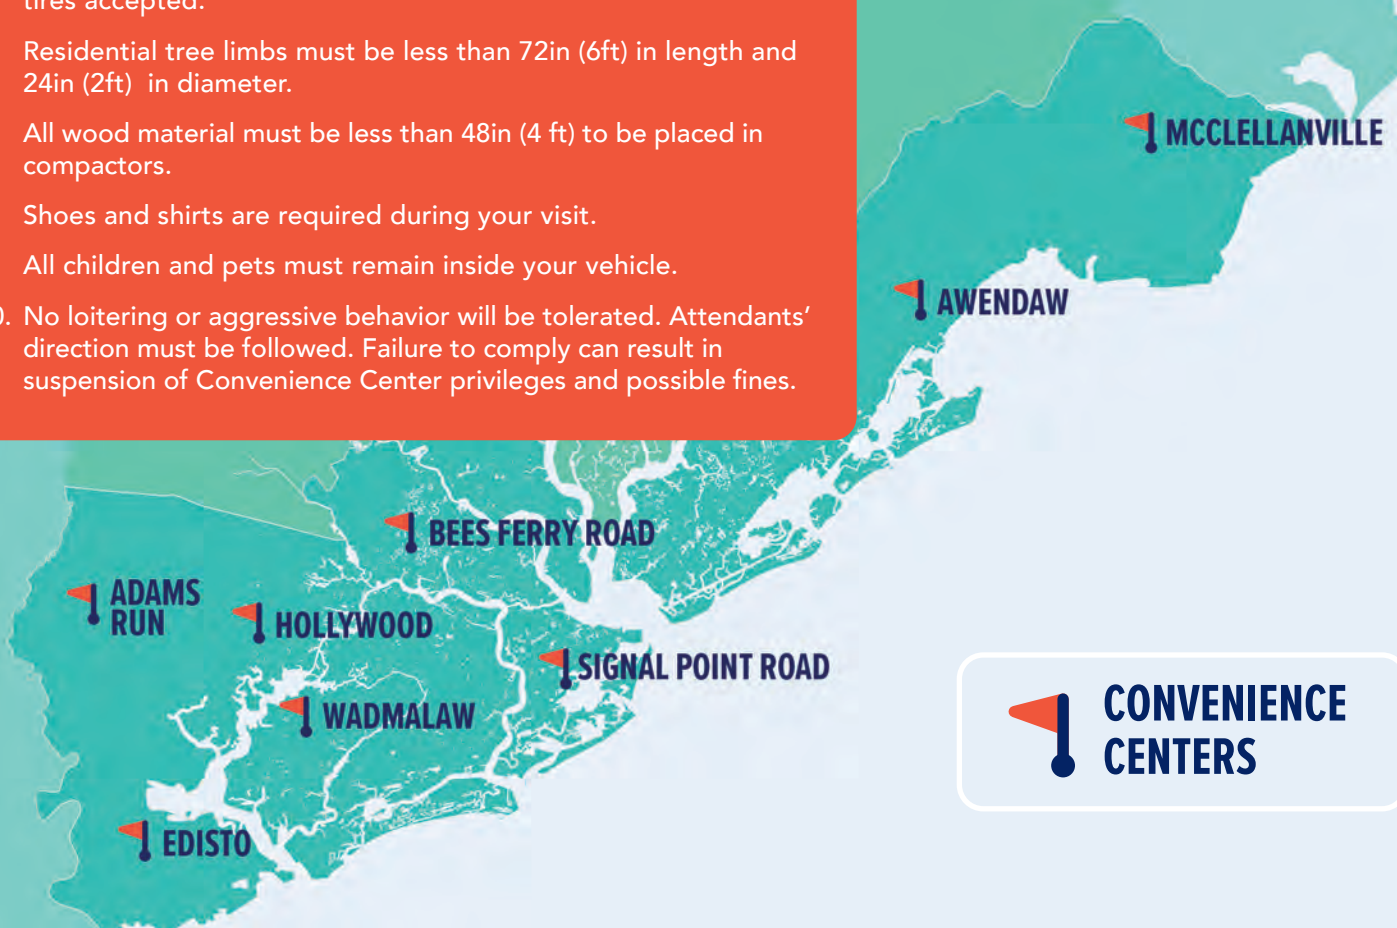 tires accepted.
Residential tree limbs must be less than 72in (6ft) in length and
24in (2ft) in diameter.
All wood material must be less than 48in (4 ft) to be placed in
compactors.
Shoes and shirts are required during your visit.
All children and pets must remain inside your vehicle.
0. No loitering or aggressive behavior will be tolerated. Attendants’
direction must be followed. Failure to comply can result in
suspension of Convenience Center privileges and possible fines.
MCCLELLANVILLE
AWENDAW
BEES FERRY ROAD
ADAMS
RUN
HOLLYWOOD
SIGNAL POINT ROAD
WADMALAW
EDISTO
CONVENIENCE
CENTERS